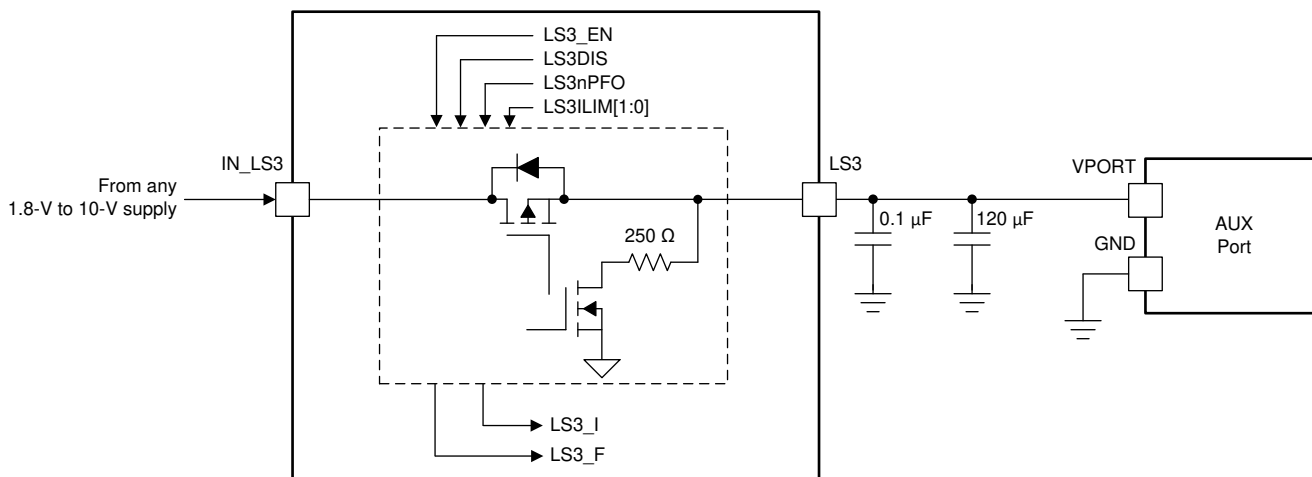 LS3_EN
LS3DIS
LS3nPFO
LS3ILIM[1:0]
IN_LS3
LS3
VPORT
From any
1.8-V to 10-V supply
0.1 µF
120 µF
AUX
Port
250 Ω
GND
LS3_I
LS3_F